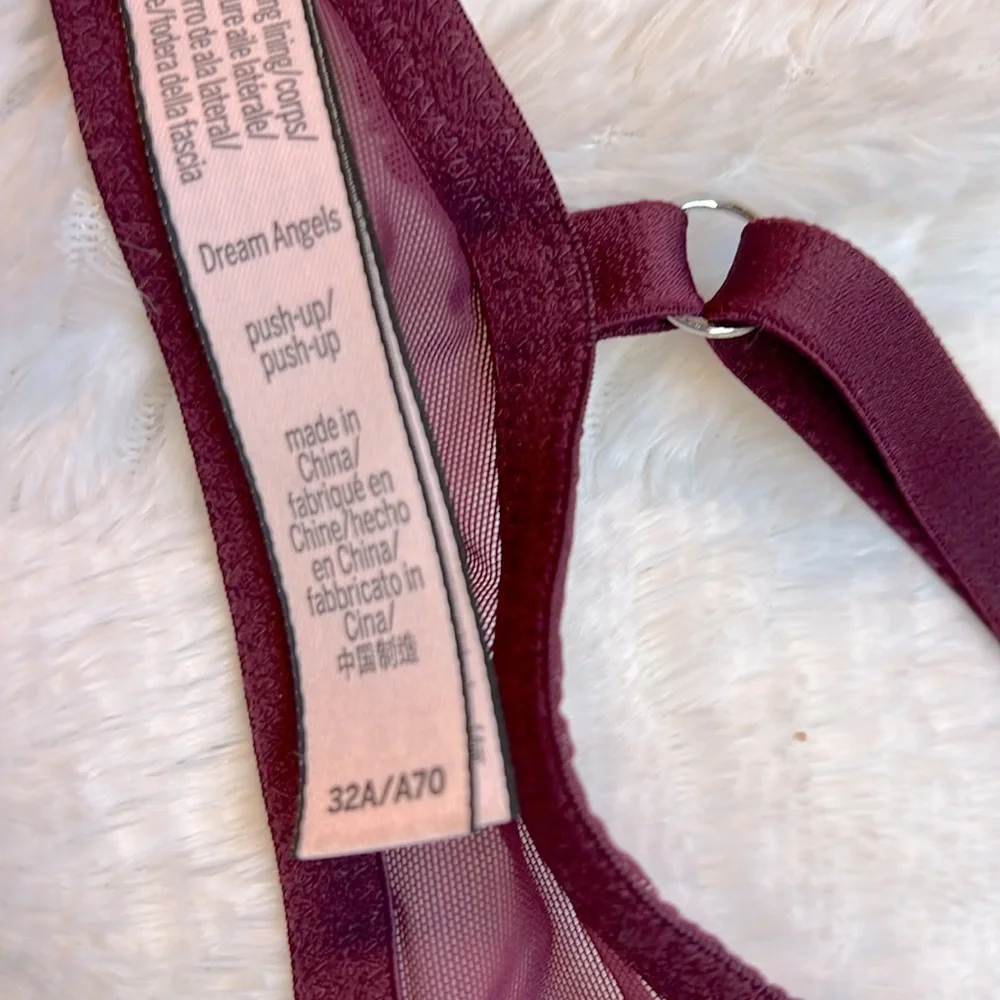 ng lining/corps/
ure aile latérale/
rro de ala lateral/
e/fodera della fascia
Dream Angels
push-up/
push-up
made in
China/
fabriqué en
Chine/hecho
en China/
fabbricato in
Cina/
中国制造
32A/A70